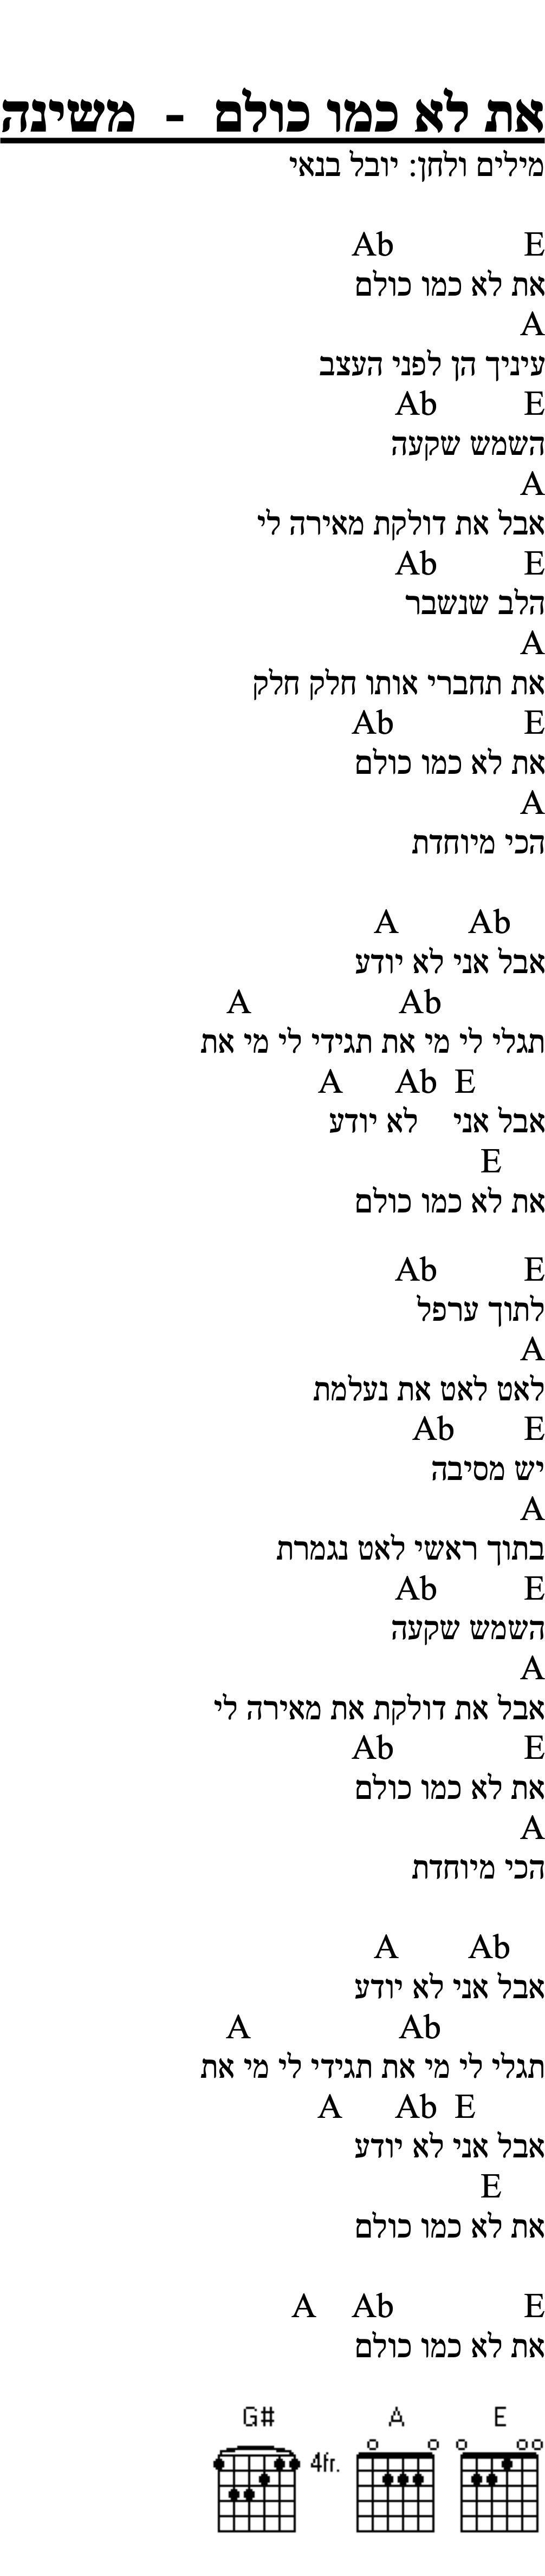 את לא כמו כולם - משינה
מילים ולחן: יובל בנאי
E Ab
את לא כמו כולם
A
עיניך הן לפני העצב
E Ab
השמש שקעה
A
אבל את דולקת מאירה לי
E Ab
הלב שנשבר
A
את תחברי אותו חלק חלק
E Ab
את לא כמו כולם
A
הכי מיוחדת
Ab A
אבל אני לא יודע
Ab A
תגלי לי מי את תגידי לי מי את
E Ab A
אבל אני לא יודע
E
את לא כמו כולם
E Ab
לתוך ערפל
A
לאט לאט את נעלמת
E Ab
יש מסיבה
A
בתוך ראשי לאט נגמרת
E Ab
השמש שקעה
A
אבל את דולקת את מאירה לי
E Ab
את לא כמו כולם
A
הכי מיוחדת
Ab A
אבל אני לא יודע
Ab A
תגלי לי מי את תגידי לי מי את
E Ab A
אבל אני לא יודע
E
את לא כמו כולם
E Ab A
את לא כמו כולם
E A G#
4fr.